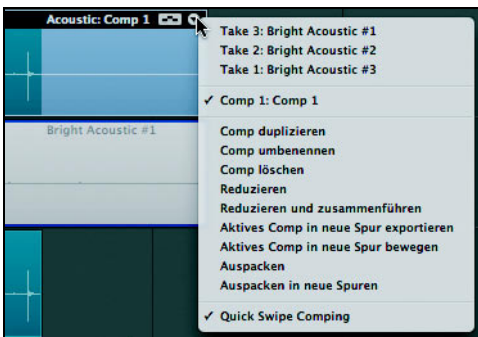 Acoustic: Comp 1
Take 3: Bright Acoustic #1
Take 2: Bright Acoustic #2
Take 1: Bright Acoustic #3
✓ Comp 1: Comp 1
Bright Acoustic #1
Comp duplizieren
Comp umbenennen
Comp löschen
Reduzieren
Reduzieren und zusammenführen
Aktives Comp in neue Spur exportieren
Aktives Comp in neue Spur bewegen
Auspacken
Auspacken in neue Spuren
✓ Quick Swipe Comping